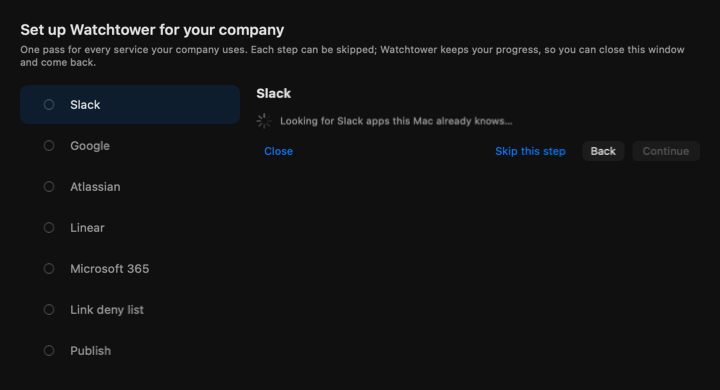 Set up Watchtower for your company
One pass for every service your company uses. Each step can be skipped; Watchtower keeps your progress, so you can close this window
and come back.
Slack
Google
Atlassian
Linear
Microsoft 365
Link deny list
Publish
Slack
Looking for Slack apps this Mac already knows...
Close
Skip this step
Back
Continue